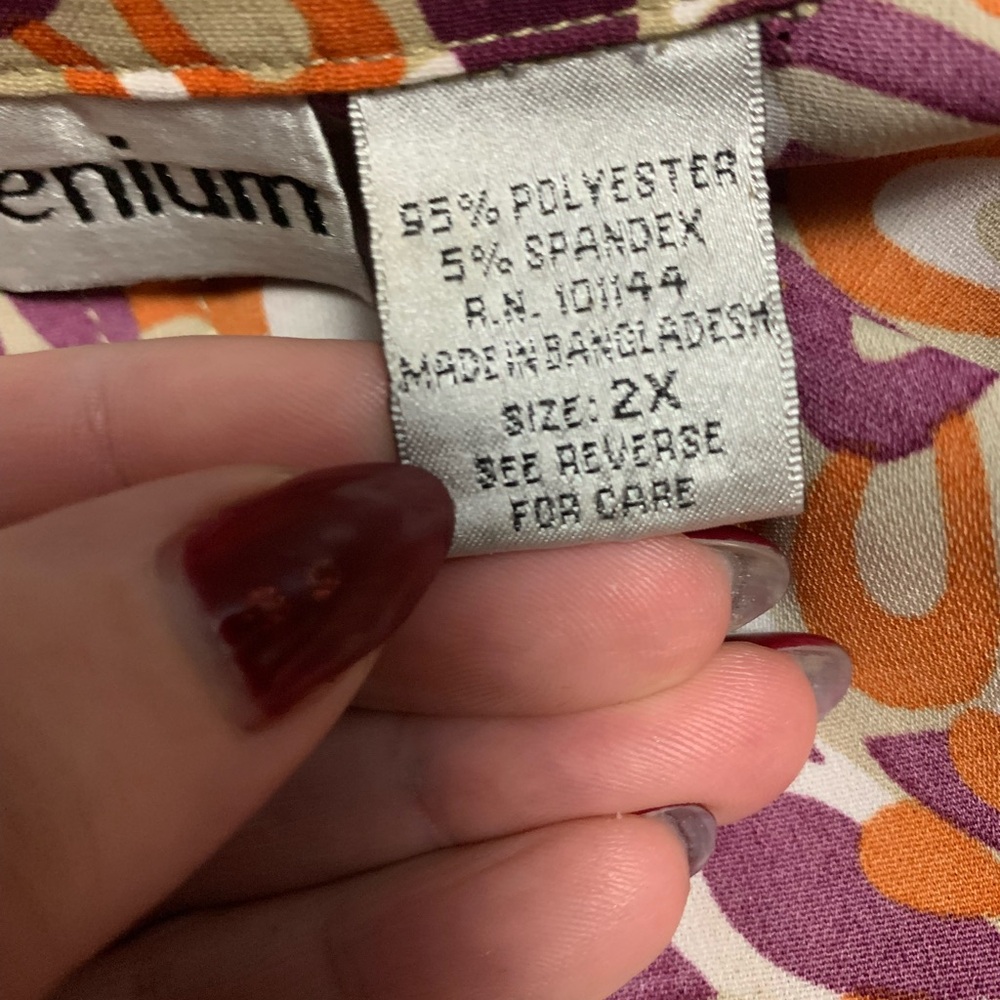 enium
95% POLYESTER
5% SPANDEX
R.N. 101144
MADE IN BANGLADESH
SIZE: 2X
SEE REVERSE
FOR CARE